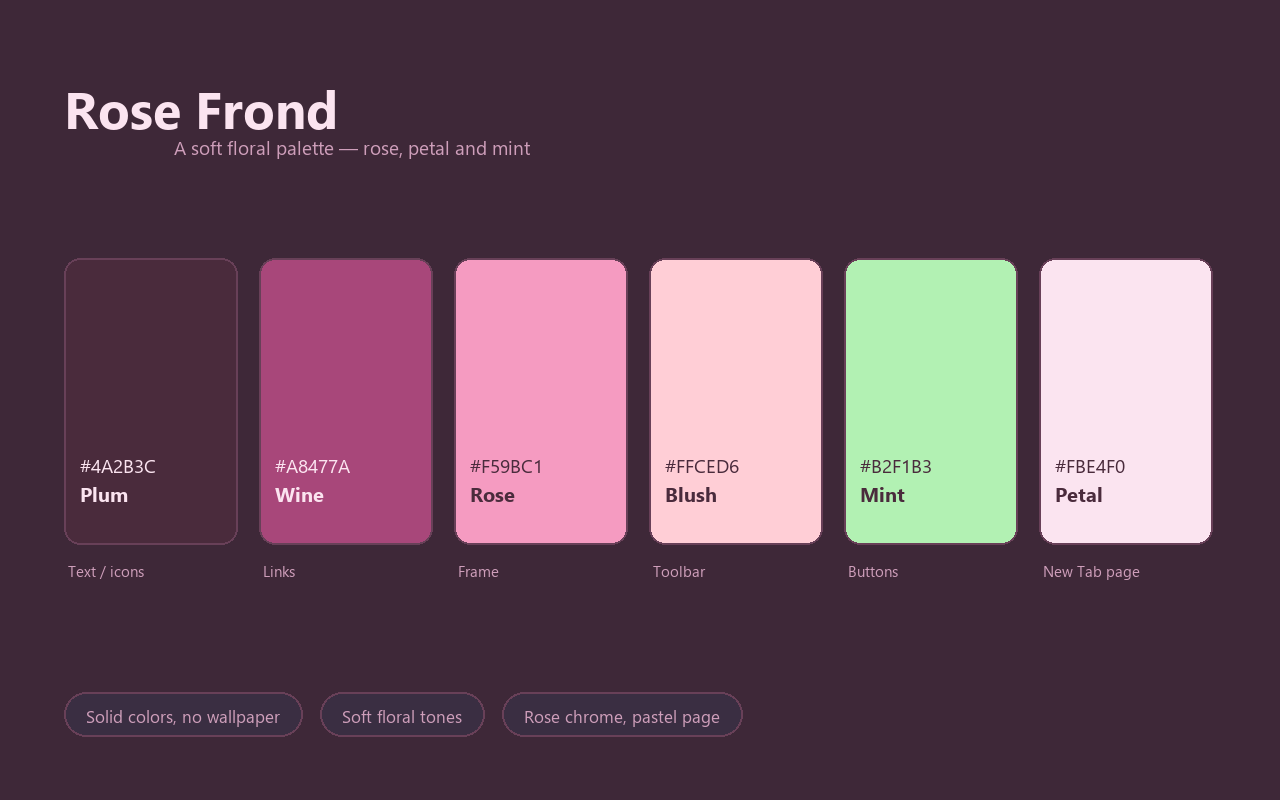 Rose Frond
A soft floral palette — rose, petal and mint
#4A2B3C
Plum
Text / icons
#A8477A
Wine
Links
#F59BC1
Rose
Frame
#FFCED6
Blush
Toolbar
#B2F1B3
Mint
Buttons
#FBE4F0
Petal
New Tab page
Solid colors, no wallpaper
Soft floral tones
Rose chrome, pastel page